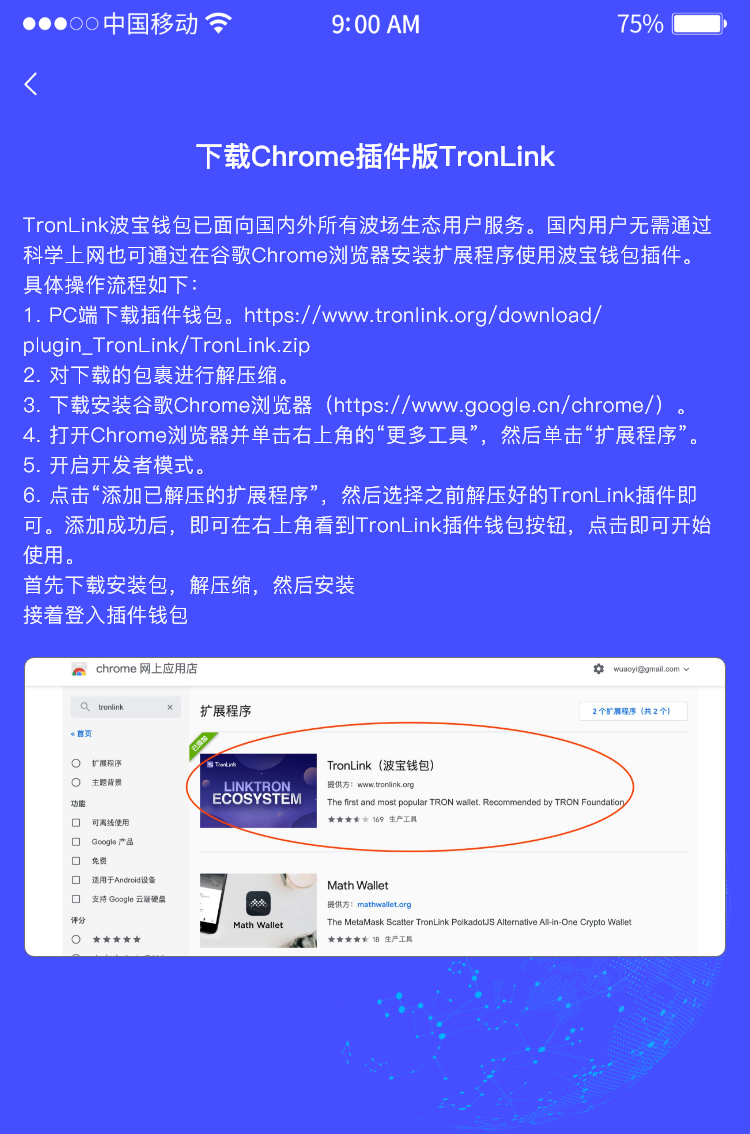 中国移动
9:00 AM
75%
下载Chrome插件版TronLink
TronLink波宝钱包已面向国内外所有波场生态用户服务。国内用户无需通过
科学上网也可通过在谷歌Chrome浏览器安装扩展程序使用波宝钱包插件。
具体操作流程如下：
1. PC端下载插件钱包。https://www.tronlink.org/download/
plugin_TronLink/TronLink.zip
2. 对下载的包裹进行解压缩。
3. 下载安装谷歌Chrome浏览器（https://www.google.cn/chrome/）。
4. 打开Chrome浏览器并单击右上角的“更多工具”，然后单击“扩展程序”。
5. 开启开发者模式。
6. 点击“添加已解压的扩展程序”，然后选择之前解压好的TronLink插件即
可。添加成功后，即可在右上角看到TronLink插件钱包按钮，点击即可开始
使用。
首先下载安装包，解压缩，然后安装
接着登入插件钱包
chrome 网上应用店
wuaoyi@gmail.com
tronlink
« 首页
扩展程序
主题背景
功能
可离线使用
Google 产品
免费
适用于Android设备
支持 Google 云端硬盘
评分
扩展程序
2 个扩展程序（共 2 个）
已添加
TronLink
LINKTRON
ECOSYSTEM
TronLink（波宝钱包）
提供方：www.tronlink.org
The first and most popular TRON wallet. Recommended by TRON Foundation
169 生产工具
Math Wallet
Math Wallet
提供方：mathwallet.org
The MetaMask Scatter TronLink PolkadotJS Alternative All-in-One Crypto Wallet
18 生产工具